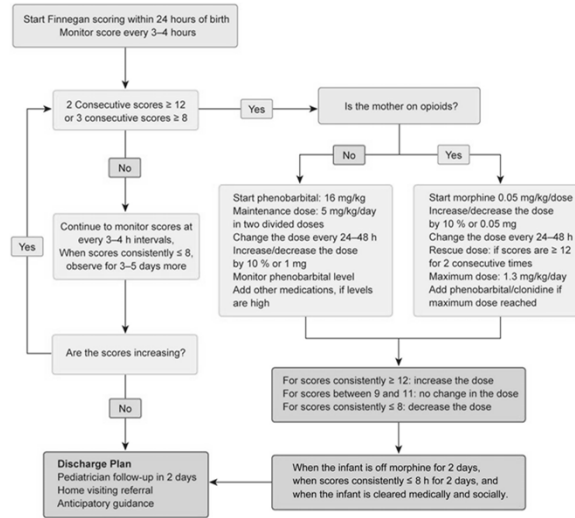 Start Finnegan scoring within 24 hours of birth
Monitor score every 3–4 hours
2 Consecutive scores ≥ 12
or 3 consecutive scores ≥ 8
Yes
Is the mother on opioids?
No
Yes
No
Yes
Continue to monitor scores at
every 3–4 h intervals,
When scores consistently ≤ 8,
observe for 3–5 days more
Start phenobarbital: 16 mg/kg
Maintenance dose: 5 mg/kg/day
in two divided doses
Change the dose every 24–48 h
Increase/decrease the dose
by 10 % or 1 mg
Monitor phenobarbital level
Add other medications, if levels
are high
Start morphine 0.05 mg/kg/dose
Increase/decrease the dose
by 10 % or 0.05 mg
Change the dose every 24–48 h
Rescue dose: if scores are ≥ 12
for 2 consecutive times
Maximum dose: 1.3 mg/kg/day
Add phenobarbital/clonidine if
maximum dose reached
Are the scores increasing?
No
For scores consistently ≥ 12: increase the dose
For scores between 9 and 11: no change in the dose
For scores consistently ≤ 8: decrease the dose
Discharge Plan
Pediatrician follow-up in 2 days
Home visiting referral
Anticipatory guidance
When the infant is off morphine for 2 days,
when scores consistently ≤ 8 h for 2 days, and
when the infant is cleared medically and socially.